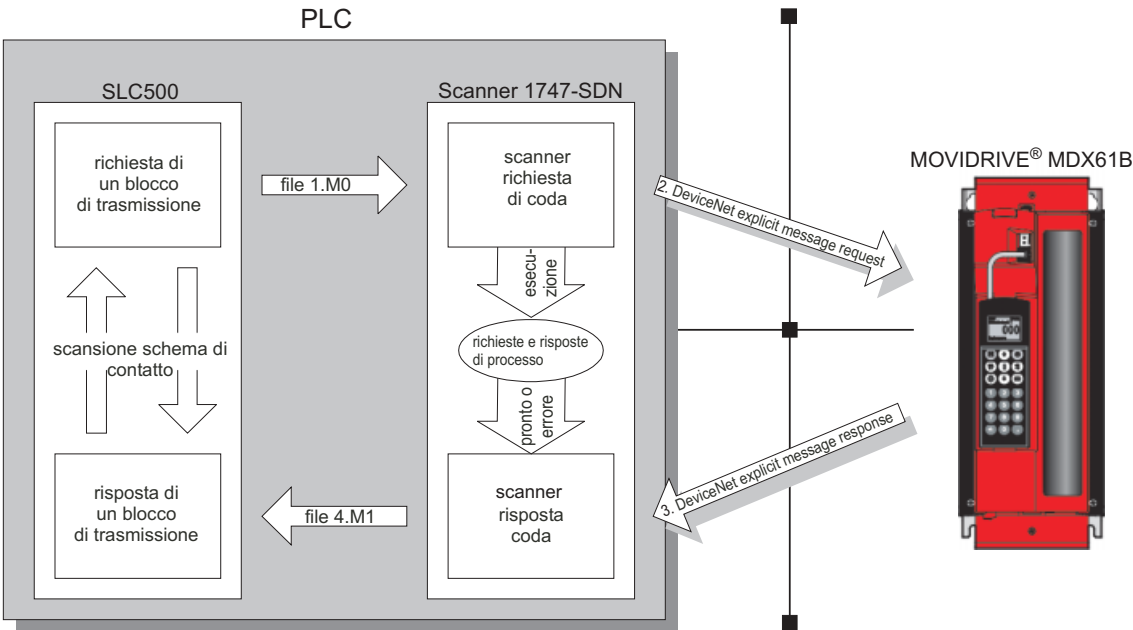 PLC
SLC500
Scanner 1747-SDN
MOVIDRIVE® MDX61B
richiesta di
un blocco
di trasmissione
file 1.M0
scanner
richiesta
di coda
2. DeviceNet explicit message request
esecu-
zione
richieste e risposte
di processo
scansione schema di
contatto
pronto o
errore
3. DeviceNet explicit message response
risposta di
un blocco
di trasmissione
file 4.M1
scanner
risposta
coda